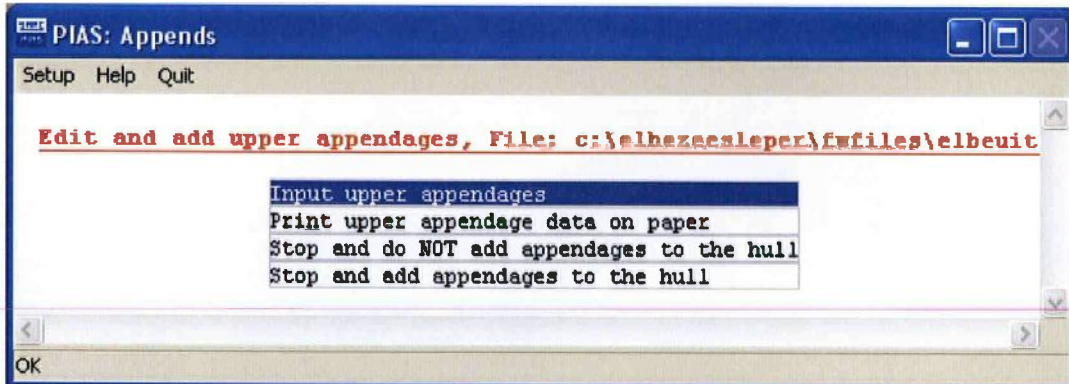 PIAS: Appends
Setup Help Quit
Edit and add upper appendages, File: c:\elbezeesleper\fwfiles\elbeuit
Input upper appendages
Print upper appendage data on paper
Stop and do NOT add appendages to the hull
Stop and add appendages to the hull
OK